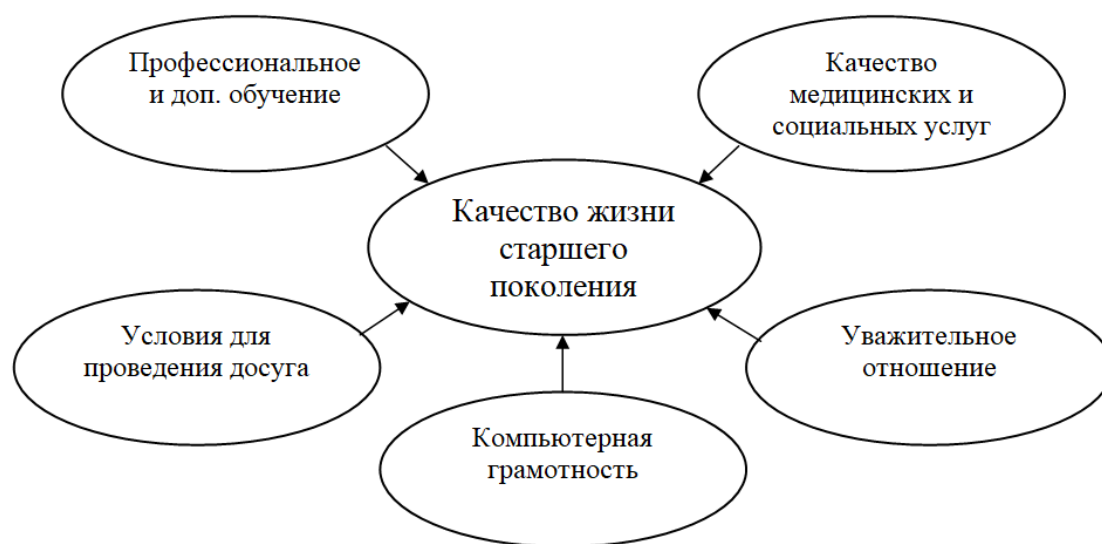 Профессиональное
и доп. обучение
Качество
медицинских и
социальных услуг
Качество жизни
старшего
поколения
Условия для
проведения досуга
Уважительное
отношение
Компьютерная
грамотность